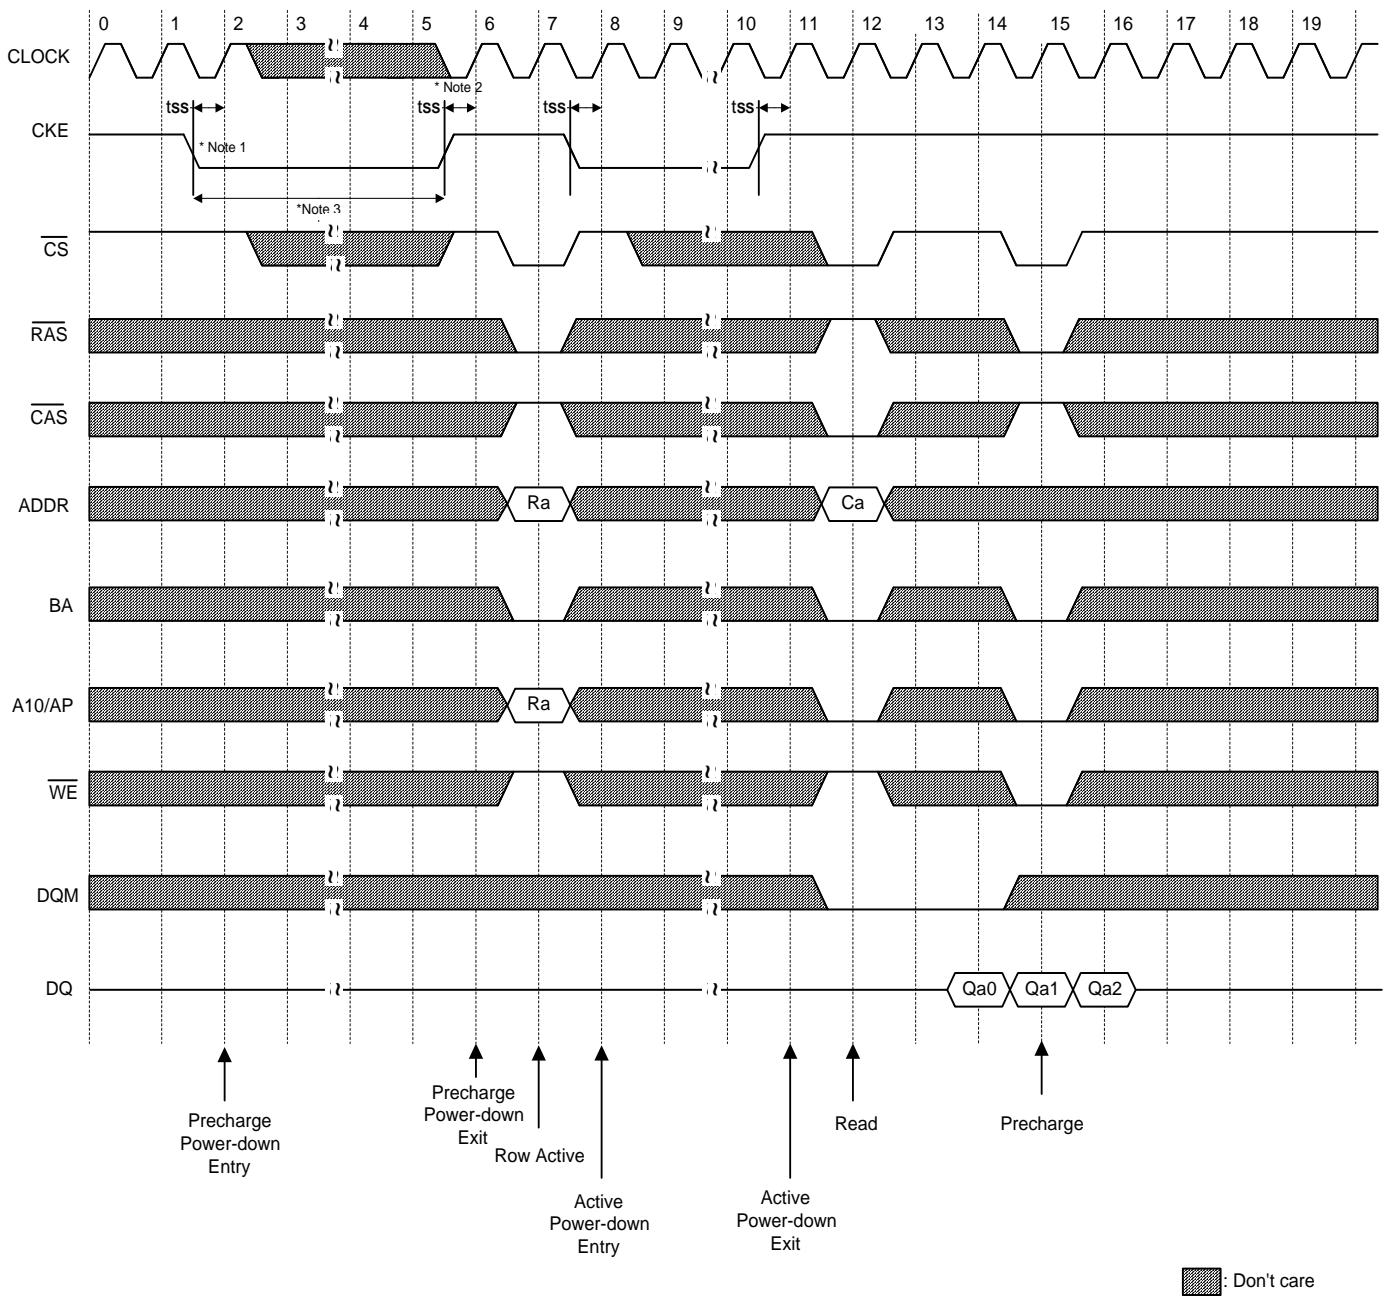 0 1 2 3 4 5 6 7 8 9 10 11 12 13 14 15 16 17 18 19
CLOCK
* Note 2
tss tss tss tss
CKE
* Note 1
*Note 3
CS
RAS
CAS
ADDR Ra Ca
BA
A10/AP Ra
WE
DQM
DQ Qa0 Qa1 Qa2
Precharge
Power-down
Entry
Precharge
Power-down
Exit
Row Active
Active
Power-down
Entry
Active
Power-down
Exit
Read
Precharge
: Don't care